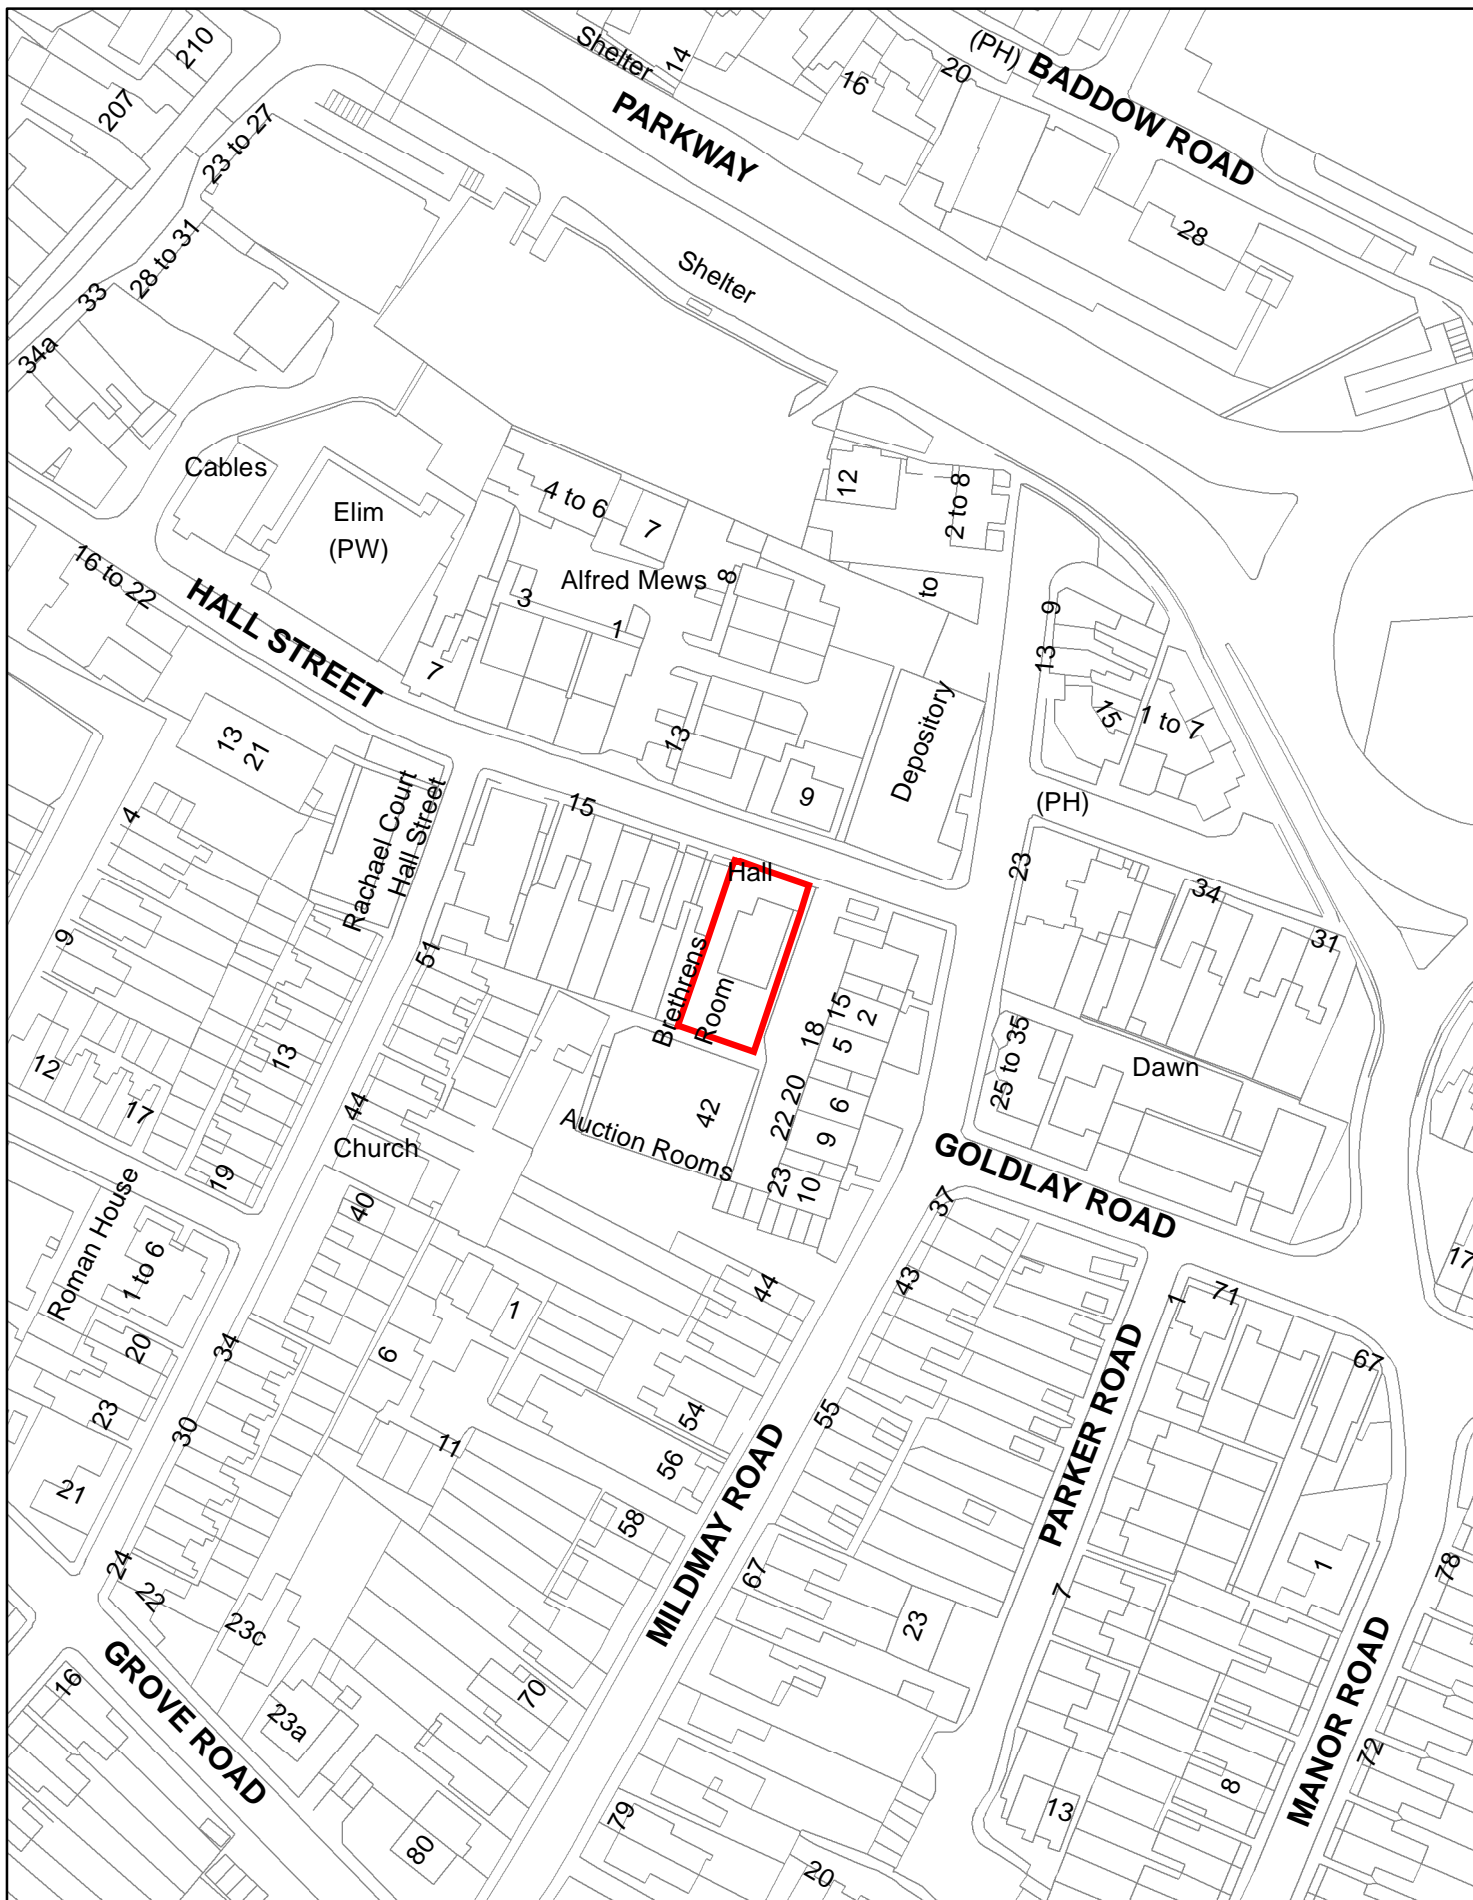 210
Shelter
14
(PH)
BADDOW ROAD
20
16
207
23 to 27
PARKWAY
28
28 to 31
Shelter
33
34a
Cables
Elim
(PW)
4 to 6
7
12
2 to 8
16 to 22
HALL STREET
3
Alfred Mews
8
1
to
9
7
13
13
21
13
Depository
15
1 to 7
4
Rachael Court
Hall Street
15
9
(PH)
23
34
31
Hall
9
51
Brethrens
Room
15
2
18
5
25 to 35
Dawn
12
17
13
44
Church
42
Auction Rooms
20
22
6
9
23
10
GOLDLAY ROAD
19
Roman House
1 to 6
40
37
43
44
17
20
34
6
1
1
71
67
23
30
11
54
55
56
PARKER ROAD
21
58
MILDMAY ROAD
24
22
23c
67
23
7
1
78
GROVE ROAD
16
23a
70
MANOR ROAD
72
8
13
79
80
20